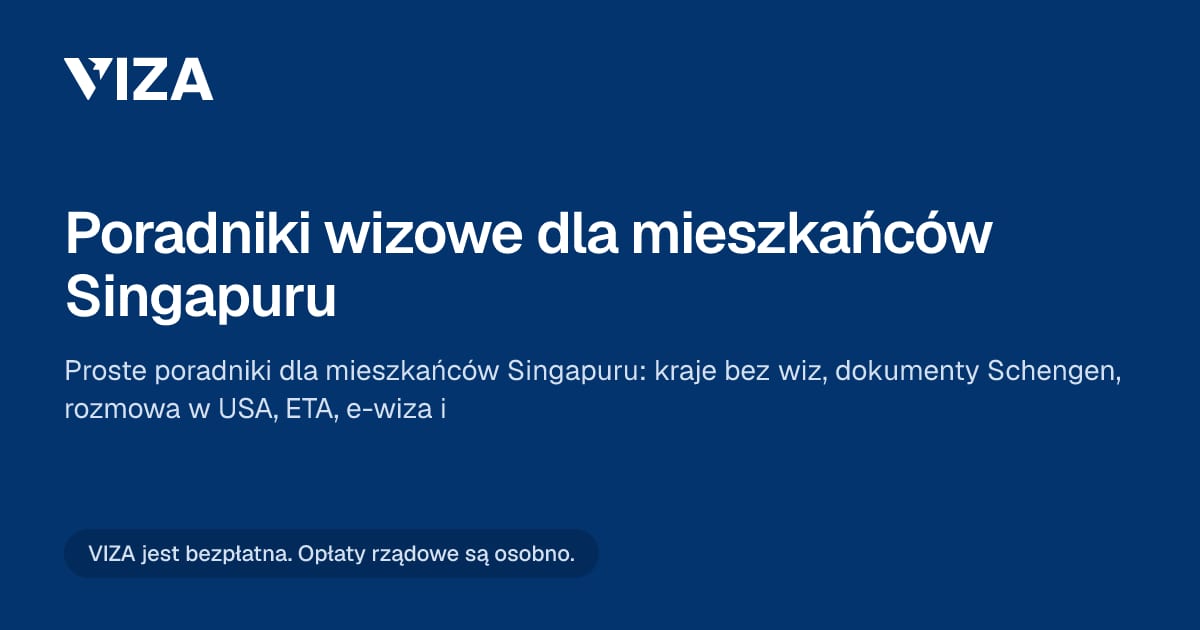 VIZA
Poradniki wizowe dla mieszkańców
Singapuru
Proste poradniki dla mieszkańców Singapuru: kraje bez wiz, dokumenty Schengen,
rozmowa w USA, ETA, e-wiza i
VIZA jest bezpłatna. Opłaty rządowe są osobno.